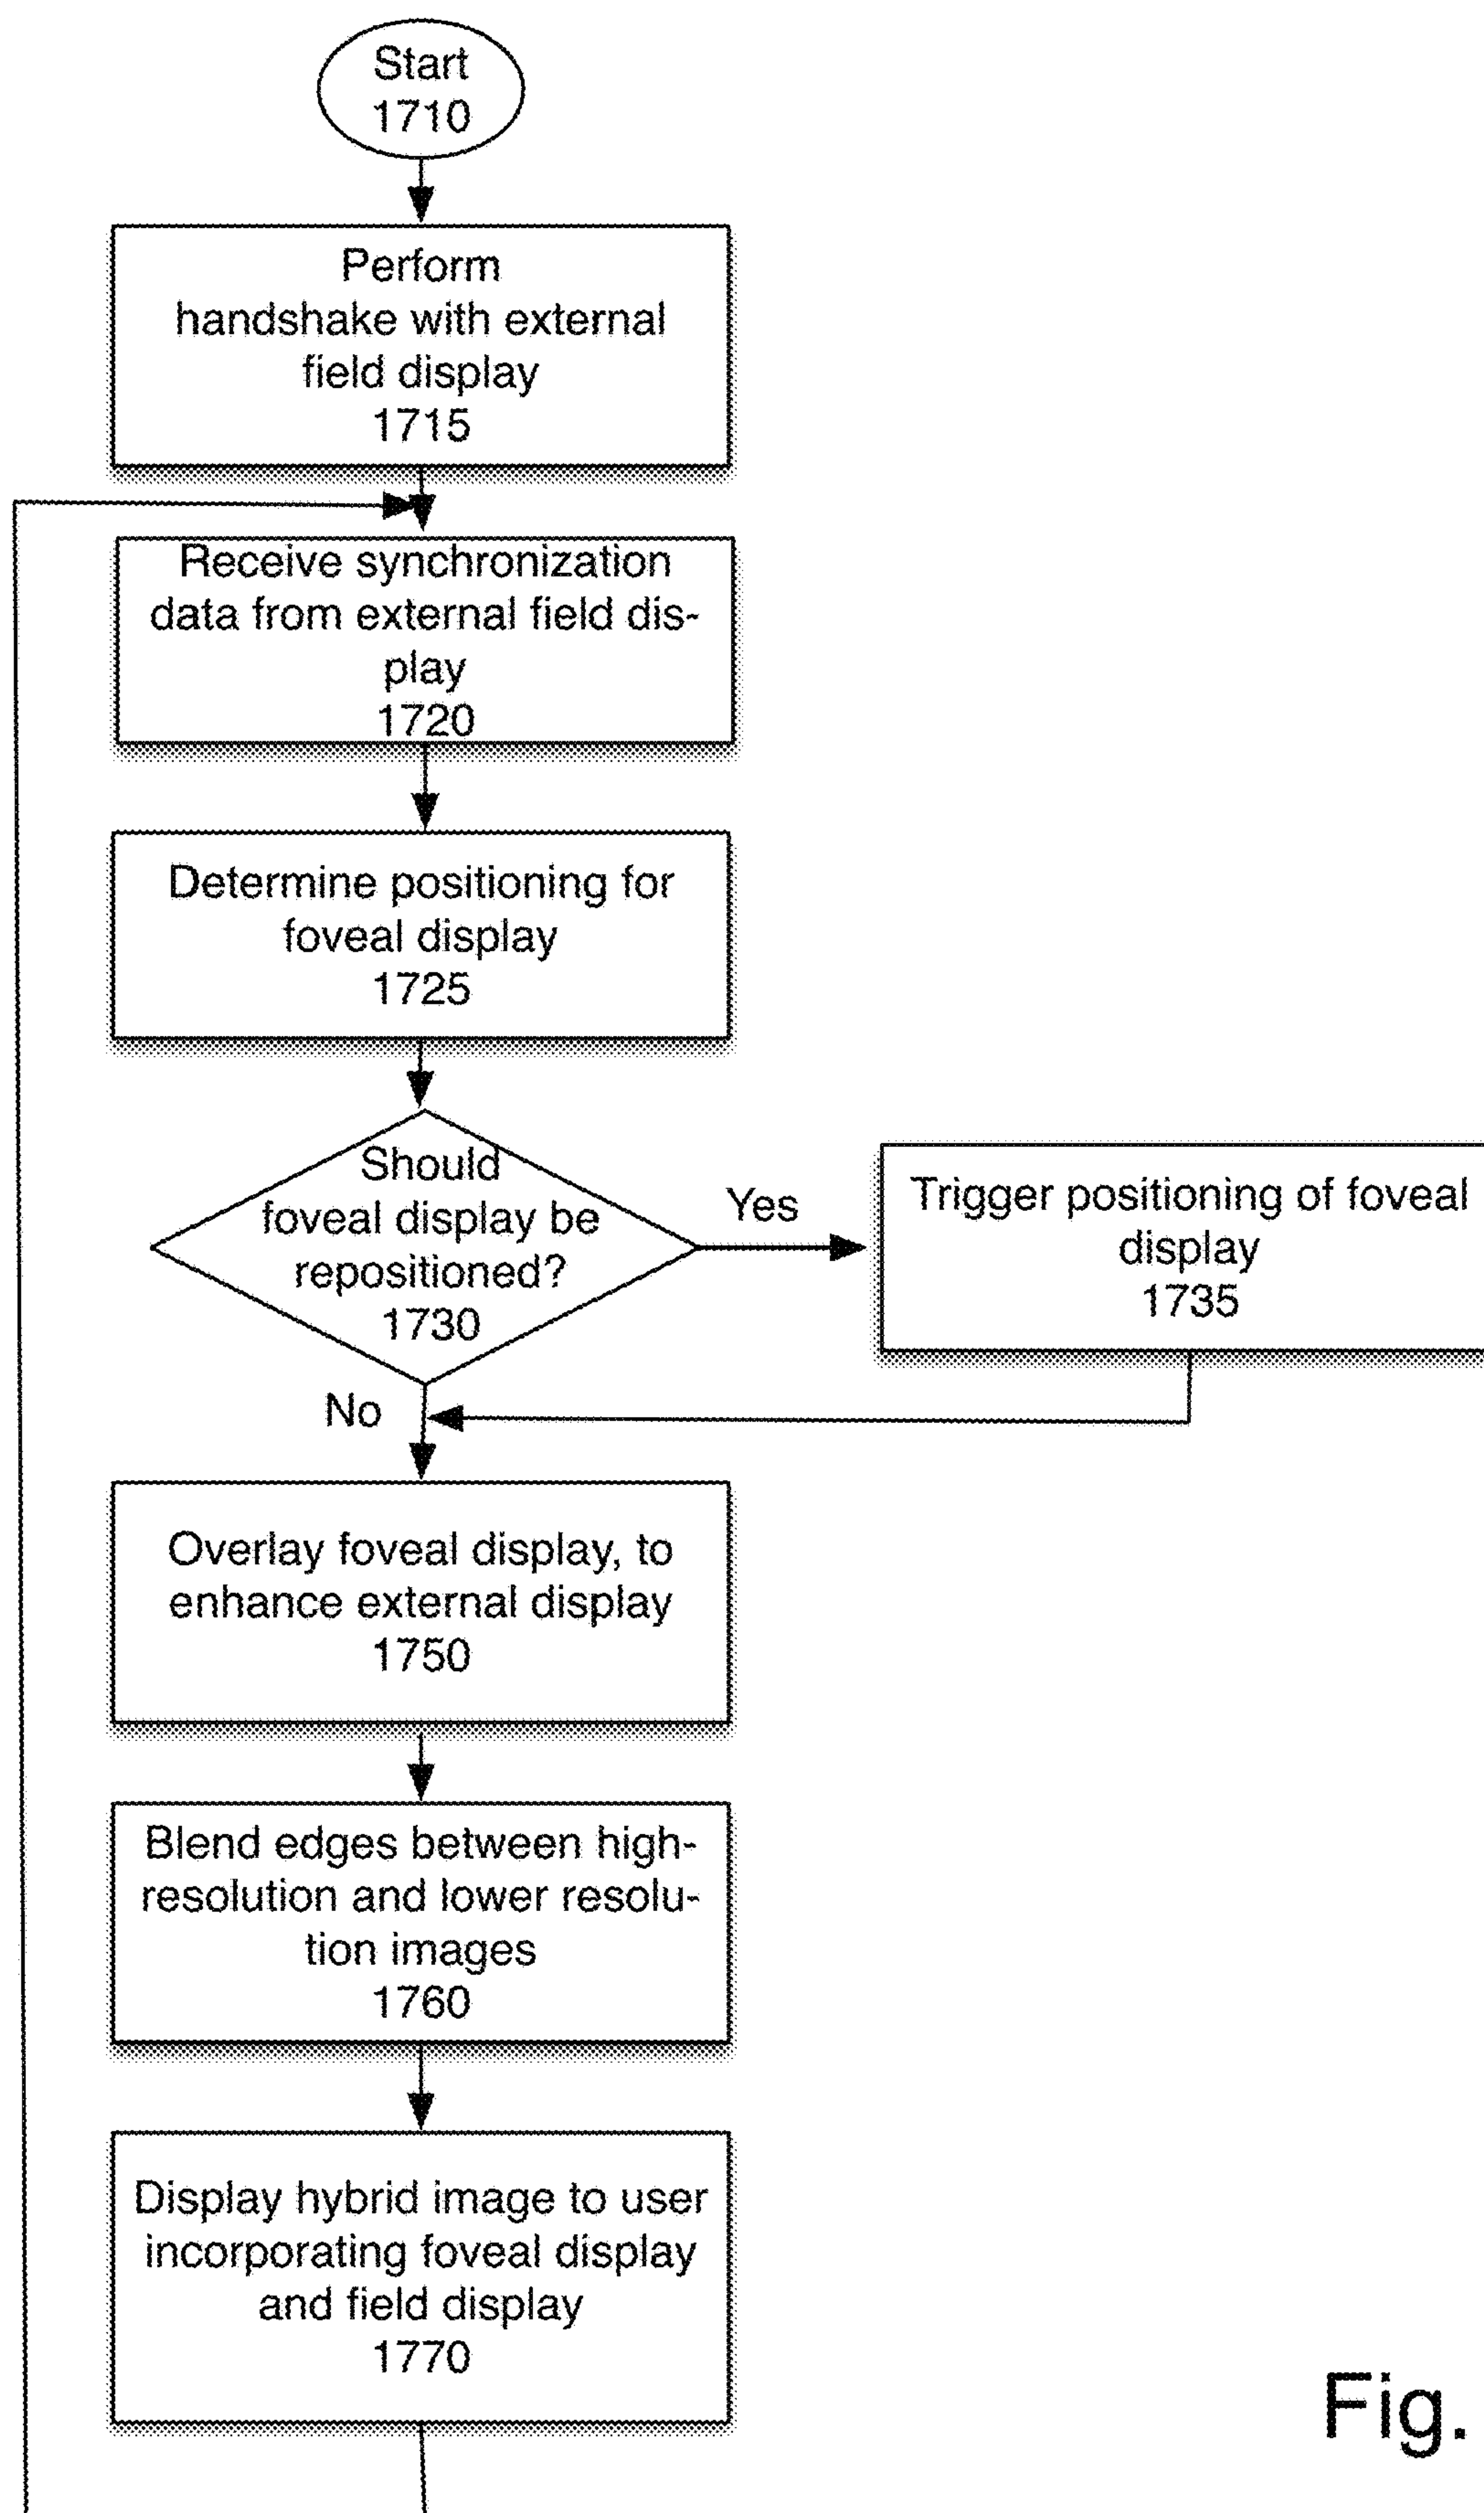 Start
1710
Perform
handshake with external
field display
1715
Receive synchronization
data from external field dis-
play
1720
Determine positioning for
foveal display
1725
Should
foveal display be
repositioned?
1730
Yes
Trigger positioning of foveal
display
1735
No
Overlay foveal display, to
enhance external display
1750
Blend edges between high-
resolution and lower resolu-
tion images
1760
Display hybrid image to user
incorporating foveal display
and field display
1770
Fig.